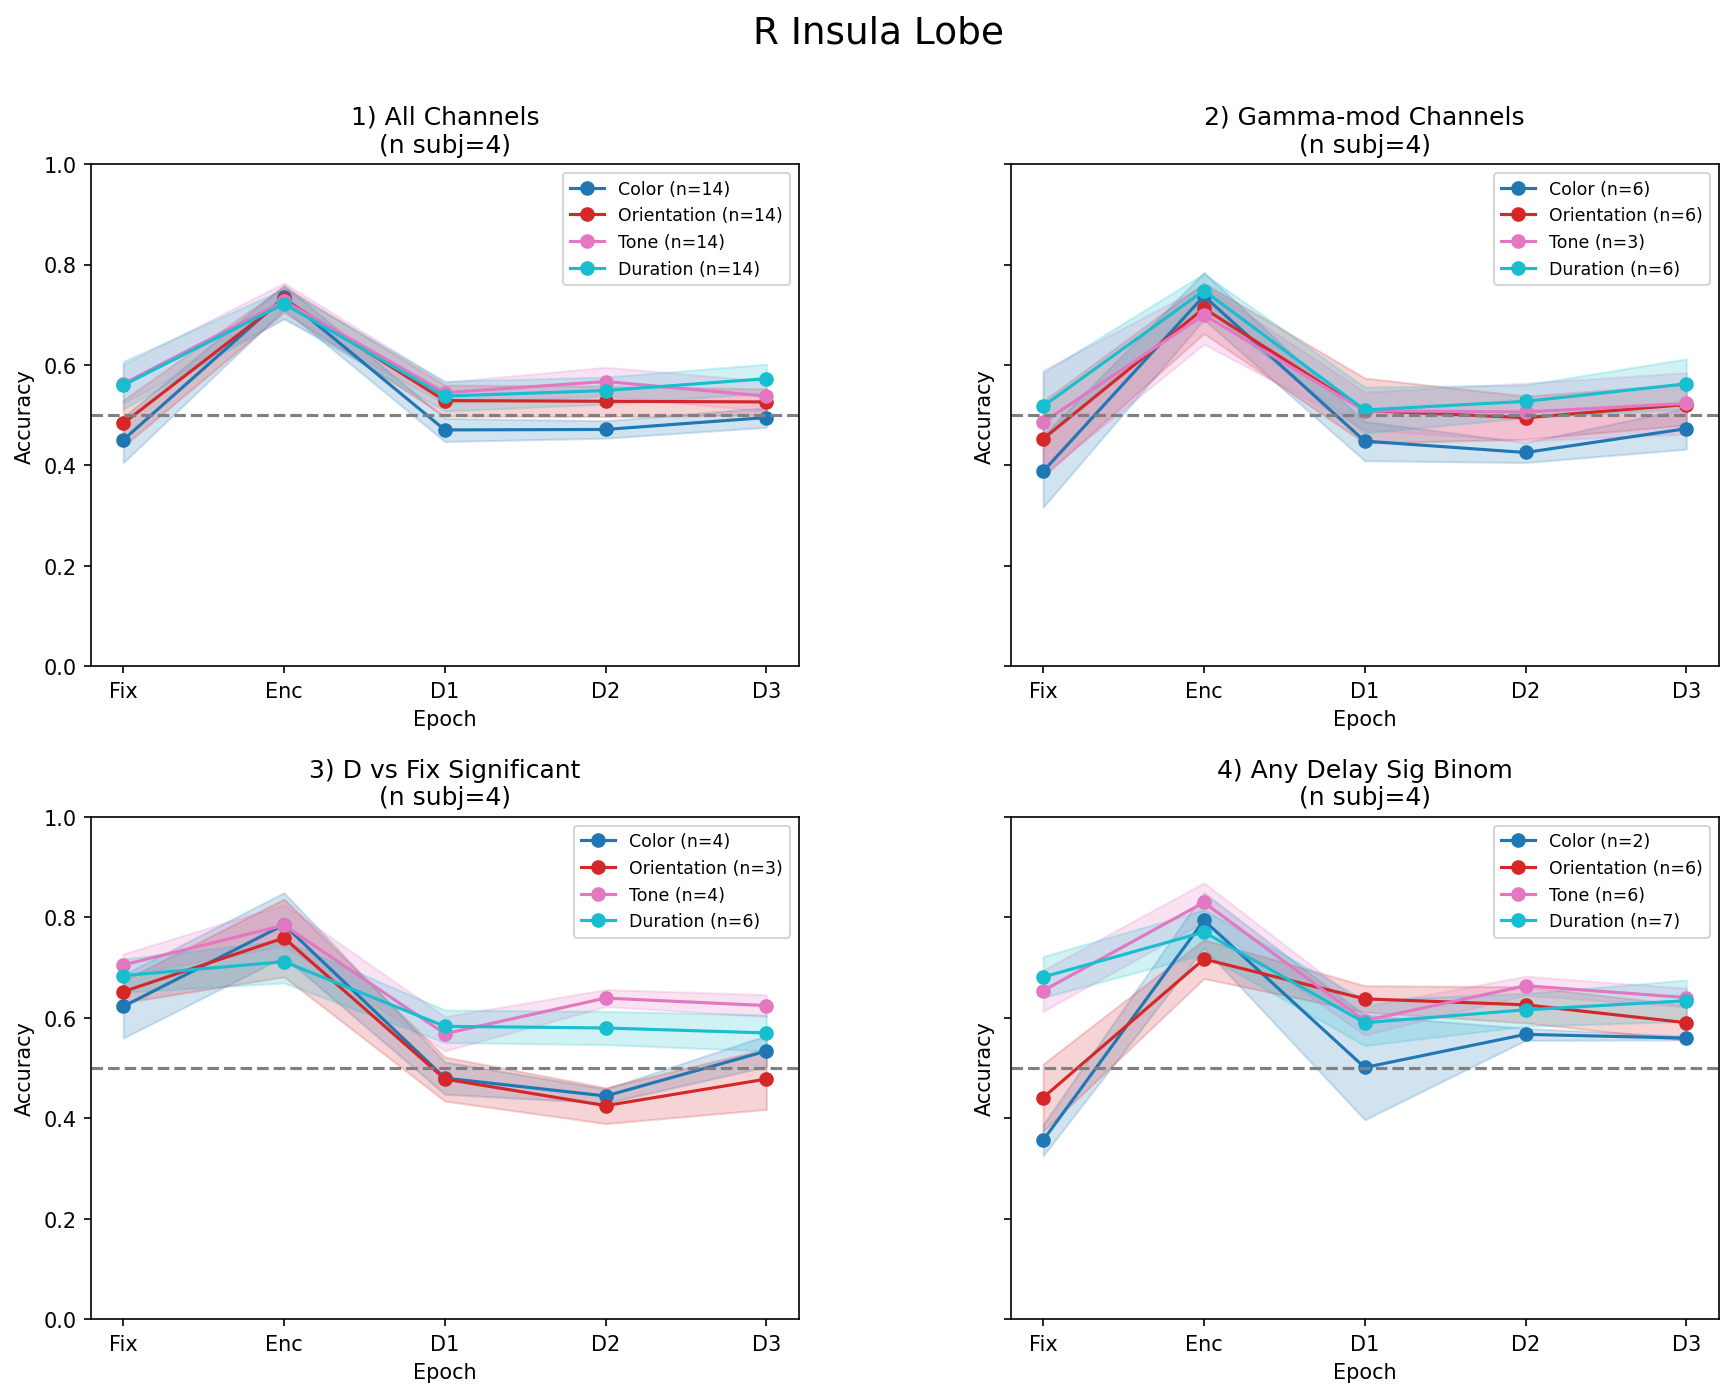 R Insula Lobe
1) All Channels
(n subj=4)
Accuracy
1.0
0.8
0.6
0.4
0.2
0.0
Color (n=14)
Orientation (n=14)
Tone (n=14)
Duration (n=14)
Fix Enc D1 D2 D3
Epoch
2) Gamma-mod Channels
(n subj=4)
Accuracy
Color (n=6)
Orientation (n=6)
Tone (n=3)
Duration (n=6)
Fix Enc D1 D2 D3
Epoch
3) D vs Fix Significant
(n subj=4)
Accuracy
1.0
0.8
0.6
0.4
0.2
0.0
Color (n=4)
Orientation (n=3)
Tone (n=4)
Duration (n=6)
Fix Enc D1 D2 D3
Epoch
4) Any Delay Sig Binom
(n subj=4)
Accuracy
Color (n=2)
Orientation (n=6)
Tone (n=6)
Duration (n=7)
Fix Enc D1 D2 D3
Epoch